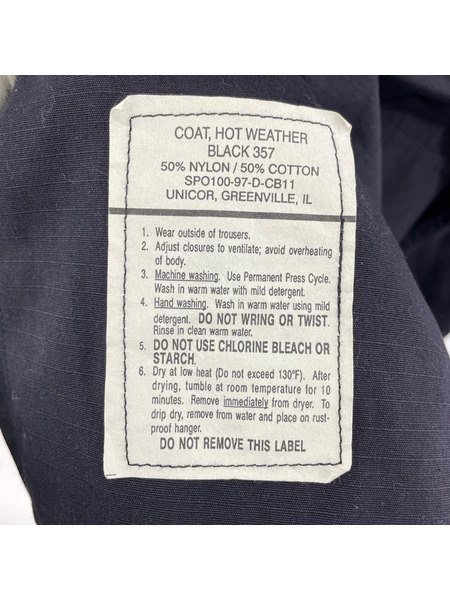 COAT, HOT WEATHER
BLACK 357
50% NYLON / 50% COTTON
SPO100-97-D-CB11
UNICOR, GREENVILLE, IL
1. Wear outside of trousers.
2. Adjust closures to ventilate; avoid overheating
of body.
3. Machine washing. Use Permanent Press Cycle.
Wash in warm water with mild detergent.
4. Hand washing. Wash in warm water using mild
detergent. DO NOT WRING OR TWIST.
Rinse in clean warm water.
5. DO NOT USE CHLORINE BLEACH OR
STARCH.
6. Dry at low heat (Do not exceed 130°F). After
drying, tumble at room temperature for 10
minutes. Remove immediately from dryer. To
drip dry, remove from water and place on rust-
proof hanger.
DO NOT REMOVE THIS LABEL